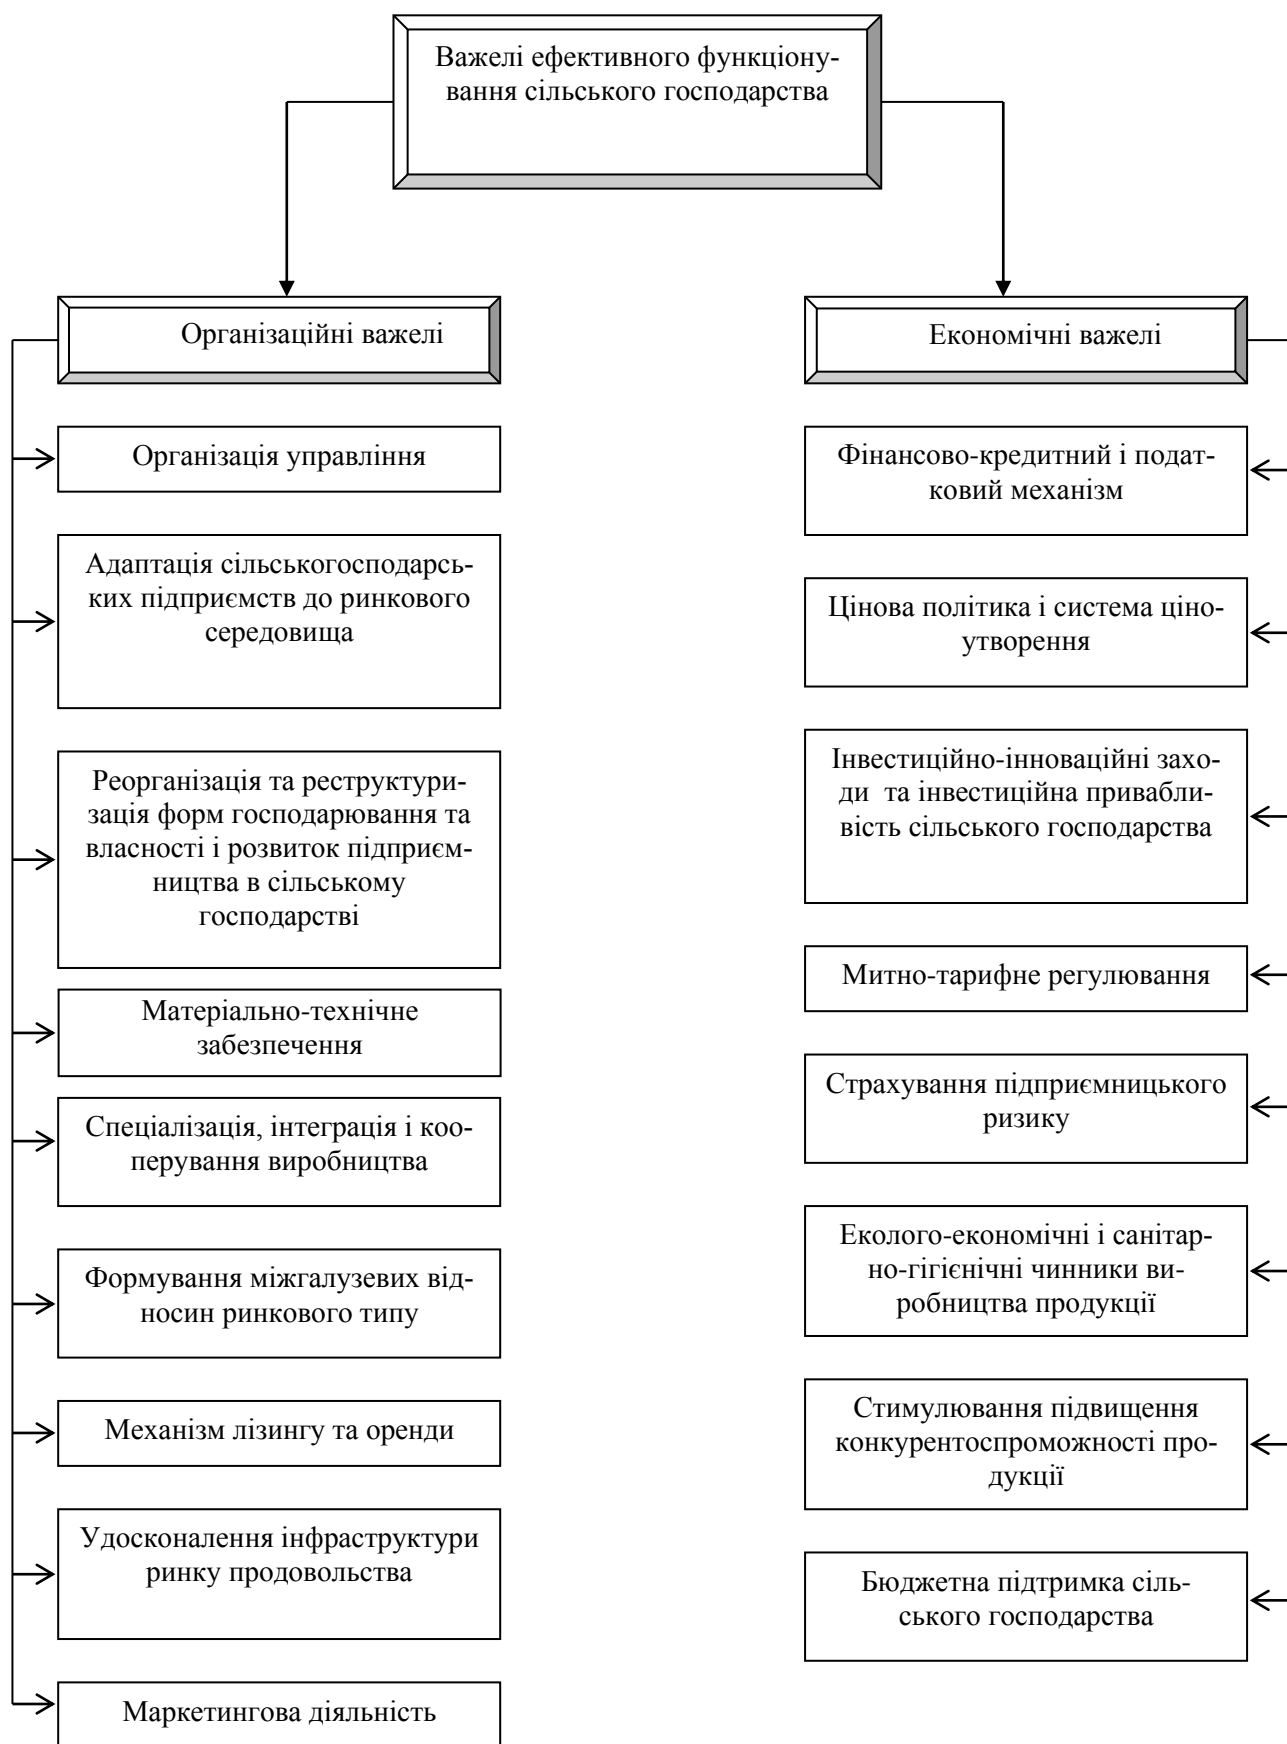 Важелі ефективного функціону-
вання сільського господарства
Організаційні важелі
Організація управління
Адаптація сільськогосподарсь-
ких підприємств до ринкового
середовища
Реорганізація та реструктури-
зація форм господарювання та
власності і розвиток підприєм-
ництва в сільському
господарстві
Матеріально-технічне
забезпечення
Спеціалізація, інтеграція і коо-
перування виробництва
Формування міжгалузевих від-
носин ринкового типу
Механізм лізингу та оренди
Удосконалення інфраструктури
ринку продовольства
Маркетингова діяльність
Економічні важелі
Фінансово-кредитний і подат-
ковий механізм
Цінова політика і система ціно-
утворення
Інвестиційно-інноваційні захо-
ди  та інвестиційна привабли-
вість сільського господарства
Митно-тарифне регулювання
Страхування підприємницького
ризику
Еколого-економічні і санітар-
но-гігієнічні чинники ви-
робництва продукції
Стимулювання підвищення
конкурентоспроможності про-
дукції
Бюджетна підтримка сіль-
ського господарства